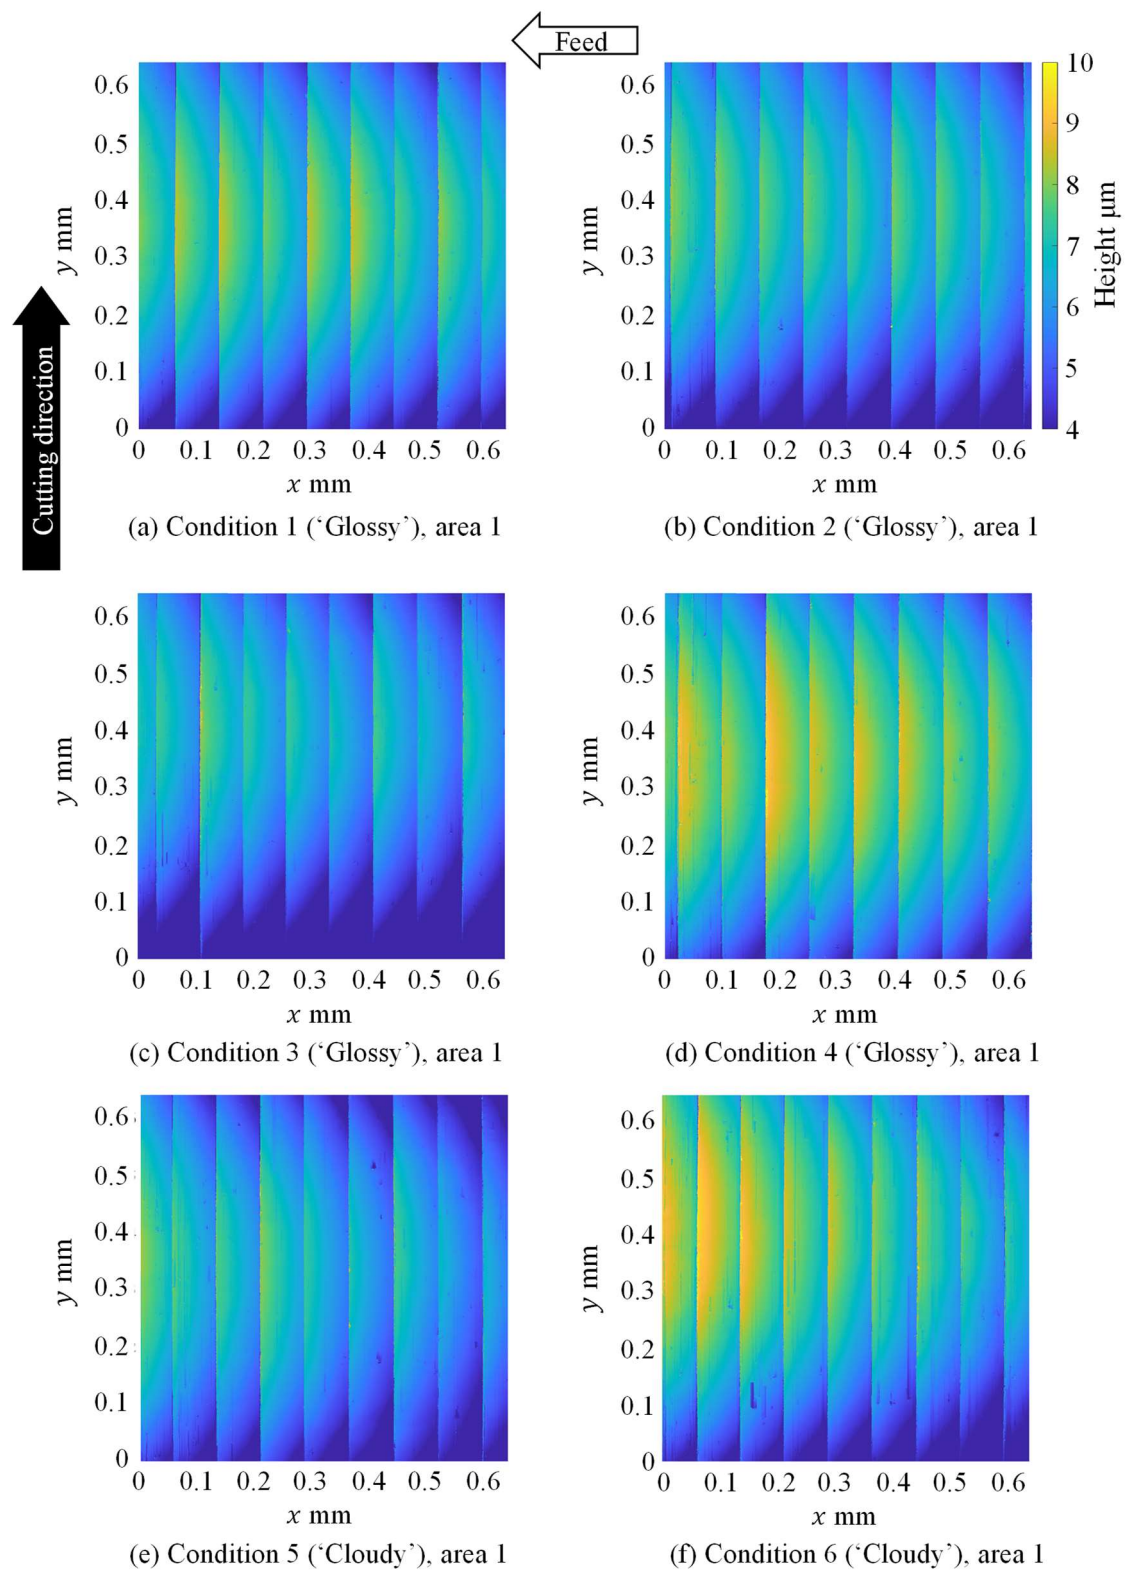 Feed
0.6
0.5
0.4
0.3
0.2
0.1
0
y mm
0 0.1 0.2 0.3 0.4 0.5 0.6
x mm
(a) Condition 1 (‘Glossy’), area 1
0.6
0.5
0.4
0.3
0.2
0.1
0
y mm
0 0.1 0.2 0.3 0.4 0.5 0.6
x mm
(b) Condition 2 (‘Glossy’), area 1
10
9
8
7
6
5
4
Height µm
Cutting direction
0.6
0.5
0.4
0.3
0.2
0.1
0
y mm
0 0.1 0.2 0.3 0.4 0.5 0.6
x mm
(c) Condition 3 (‘Glossy’), area 1
0.6
0.5
0.4
0.3
0.2
0.1
0
y mm
0 0.1 0.2 0.3 0.4 0.5 0.6
x mm
(d) Condition 4 (‘Glossy’), area 1
0.6
0.5
0.4
0.3
0.2
0.1
0
y mm
0 0.1 0.2 0.3 0.4 0.5 0.6
x mm
(e) Condition 5 (‘Cloudy’), area 1
0.6
0.5
0.4
0.3
0.2
0.1
0
y mm
0 0.1 0.2 0.3 0.4 0.5 0.6
x mm
(f) Condition 6 (‘Cloudy’), area 1